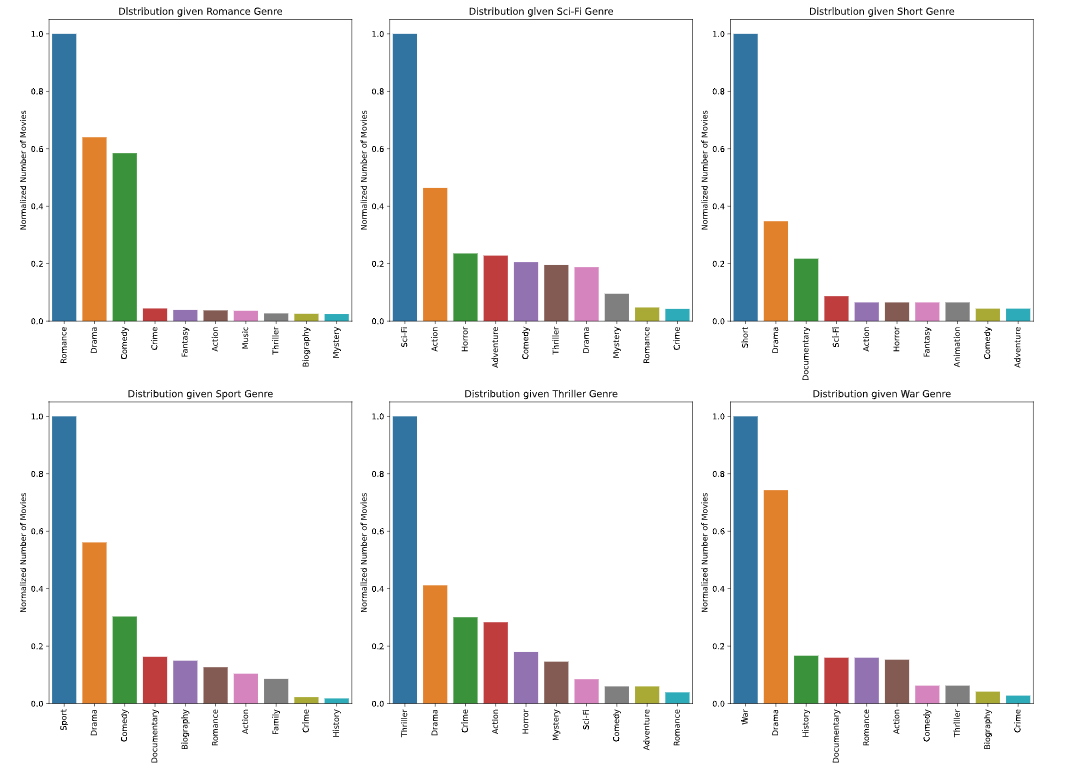 Distribution given Romance Genre
Normalized Number of Movies
1.0
0.8
0.6
0.4
0.2
0.0
Romance
Drama
Comedy
Crime
Fantasy
Action
Music
Thriller
Biography
Mystery
Distribution given Sci-Fi Genre
Normalized Number of Movies
1.0
0.8
0.6
0.4
0.2
0.0
Sci-Fi
Action
Horror
Adventure
Comedy
Thriller
Drama
Mystery
Romance
Crime
Distribution given Short Genre
Normalized Number of Movies
1.0
0.8
0.6
0.4
0.2
0.0
Short
Drama
Documentary
Sci-Fi
Action
Horror
Fantasy
Animation
Comedy
Adventure
Distribution given Sport Genre
Normalized Number of Movies
1.0
0.8
0.6
0.4
0.2
0.0
Sport
Drama
Comedy
Documentary
Biography
Romance
Action
Family
Crime
History
Distribution given Thriller Genre
Normalized Number of Movies
1.0
0.8
0.6
0.4
0.2
0.0
Thriller
Drama
Crime
Action
Horror
Mystery
Sci-Fi
Comedy
Adventure
Romance
Distribution given War Genre
Normalized Number of Movies
1.0
0.8
0.6
0.4
0.2
0.0
War
Drama
History
Documentary
Romance
Action
Comedy
Thriller
Biography
Crime